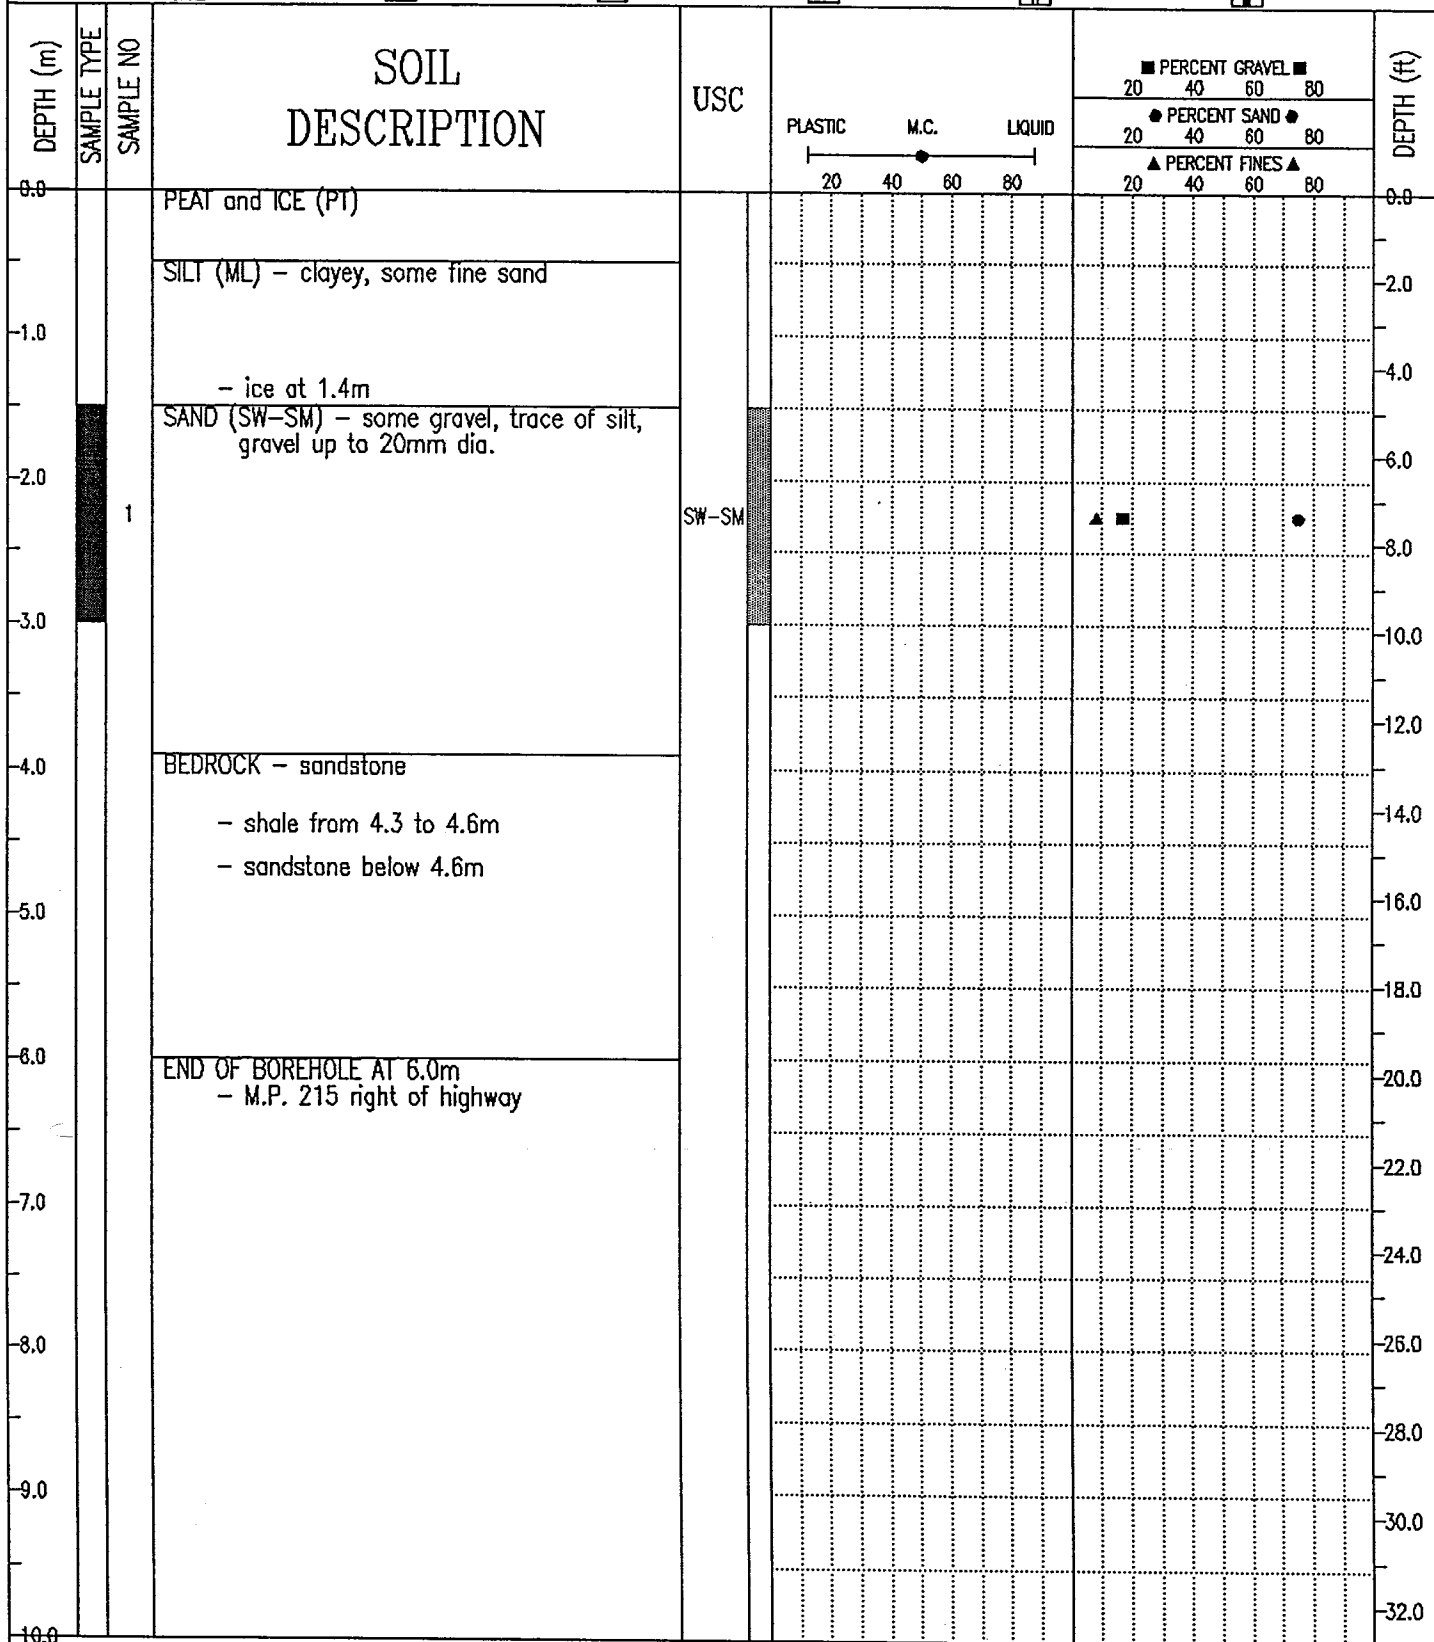 DEPTH (m)
SAMPLE TYPE
SAMPLE NO
SOIL
DESCRIPTION
USC
PLASTIC M.C. LIQUID
20 40 60 80
■ PERCENT GRAVEL ■
20 40 60 80
● PERCENT SAND ●
20 40 60 80
▲ PERCENT FINES ▲
20 40 60 80
DEPTH (ft)
0.0
PEAT and ICE (PT)
0.0
SILT (ML) – clayey, some fine sand
2.0
1.0
4.0
– ice at 1.4m
SAND (SW–SM) – some gravel, trace of silt,
gravel up to 20mm dia.
6.0
2.0
1
SW–SM
8.0
3.0
10.0
12.0
4.0
BEDROCK – sandstone
– shale from 4.3 to 4.6m
14.0
– sandstone below 4.6m
5.0
16.0
18.0
6.0
END OF BOREHOLE AT 6.0m
20.0
– M.P. 215 right of highway
22.0
7.0
24.0
8.0
26.0
28.0
9.0
30.0
32.0
10.0